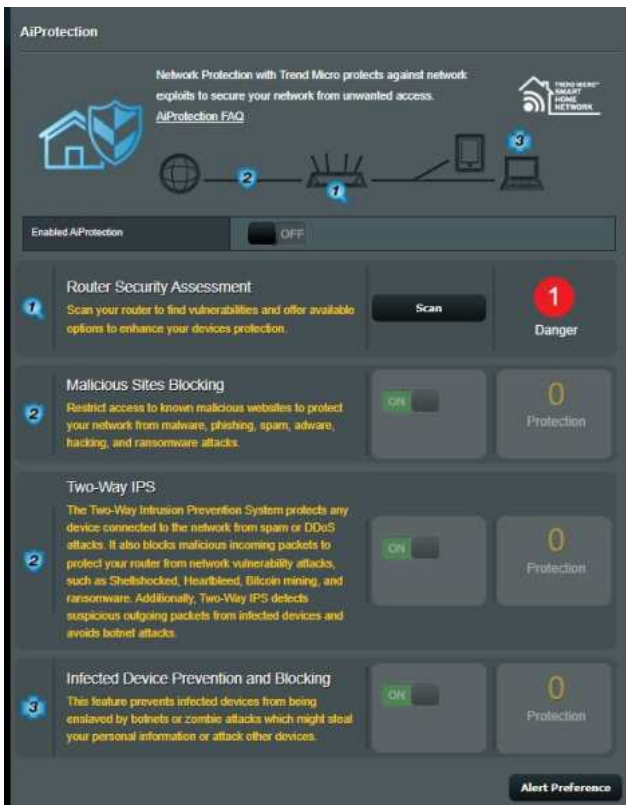 AiProtection
Network Protection with Trend Micro protects against network
exploits to secure your network from unwanted access.
AiProtection FAQ
TREND MICRO™
SMART
HOME
NETWORK
3
2
1
Enabled AiProtection
OFF
1
Router Security Assessment
Scan your router to find vulnerabilities and offer available
options to enhance your devices protection.
Scan
1
Danger
2
Malicious Sites Blocking
Restrict access to known malicious websites to protect
your network from malware, phishing, spam, adware,
hacking, and ransomware attacks.
ON
0
Protection
2
Two-Way IPS
The Two-Way Intrusion Prevention System protects any
device connected to the network from spam or DDoS
attacks. It also blocks malicious incoming packets to
protect your router from network vulnerability attacks,
such as Shellshocked, Heartbleed, Bitcoin mining, and
ransomware. Additionally, Two-Way IPS detects
suspicious outgoing packets from infected devices and
avoids botnet attacks.
ON
0
Protection
3
Infected Device Prevention and Blocking
This feature prevents infected devices from being
enslaved by botnets or zombie attacks which might steal
your personal information or attack other devices.
ON
0
Protection
Alert Preference